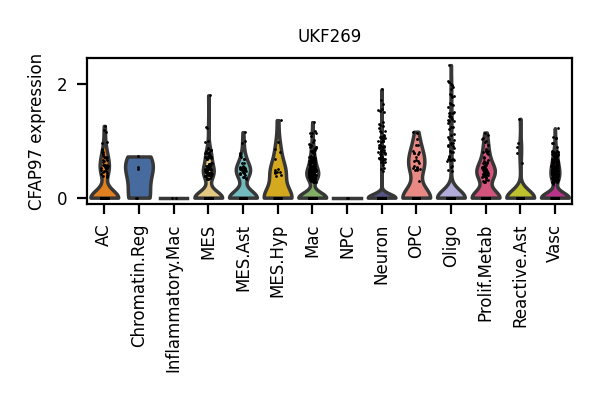 UKF269
CFAP97 expression
2
0
AC
Chromatin.Reg
Inflammatory.Mac
MES
MES.Ast
MES.Hyp
Mac
NPC
Neuron
OPC
Oligo
Prolif.Metab
Reactive.Ast
Vasc